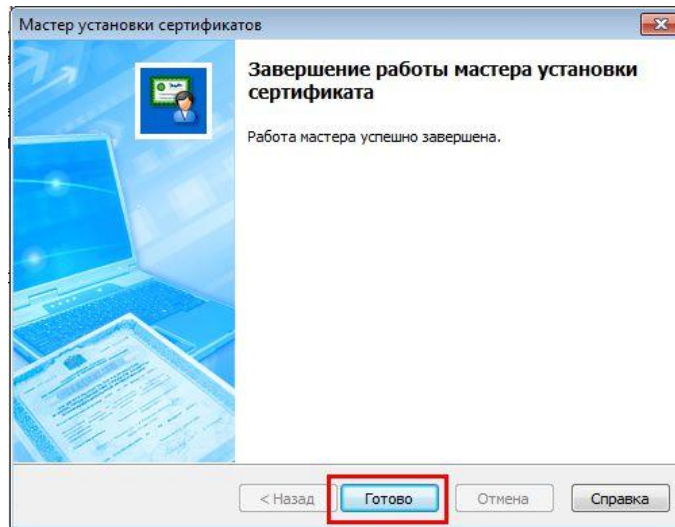 Мастер установки сертификатов
Завершение работы мастера установки
сертификата
Работа мастера успешно завершена.
< Назад
Готово
Отмена
Справка